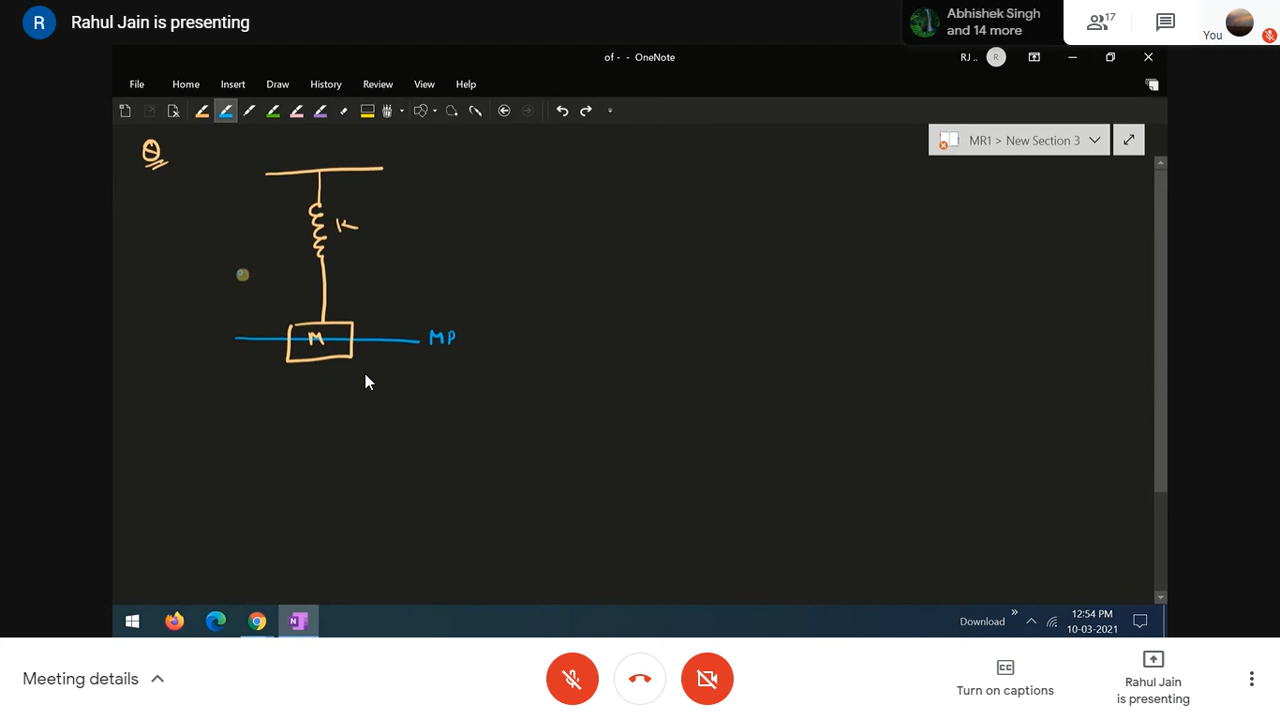 R Rahul Jain is presenting
Abhishek Singh
and 14 more
17
You
of - - OneNote
RJ .. R
File Home Insert Draw History Review View Help
MR1 > New Section 3
Q
K
M
MP
Download
12:54 PM
10-03-2021
Meeting details
CC
Turn on captions
Rahul Jain
is presenting